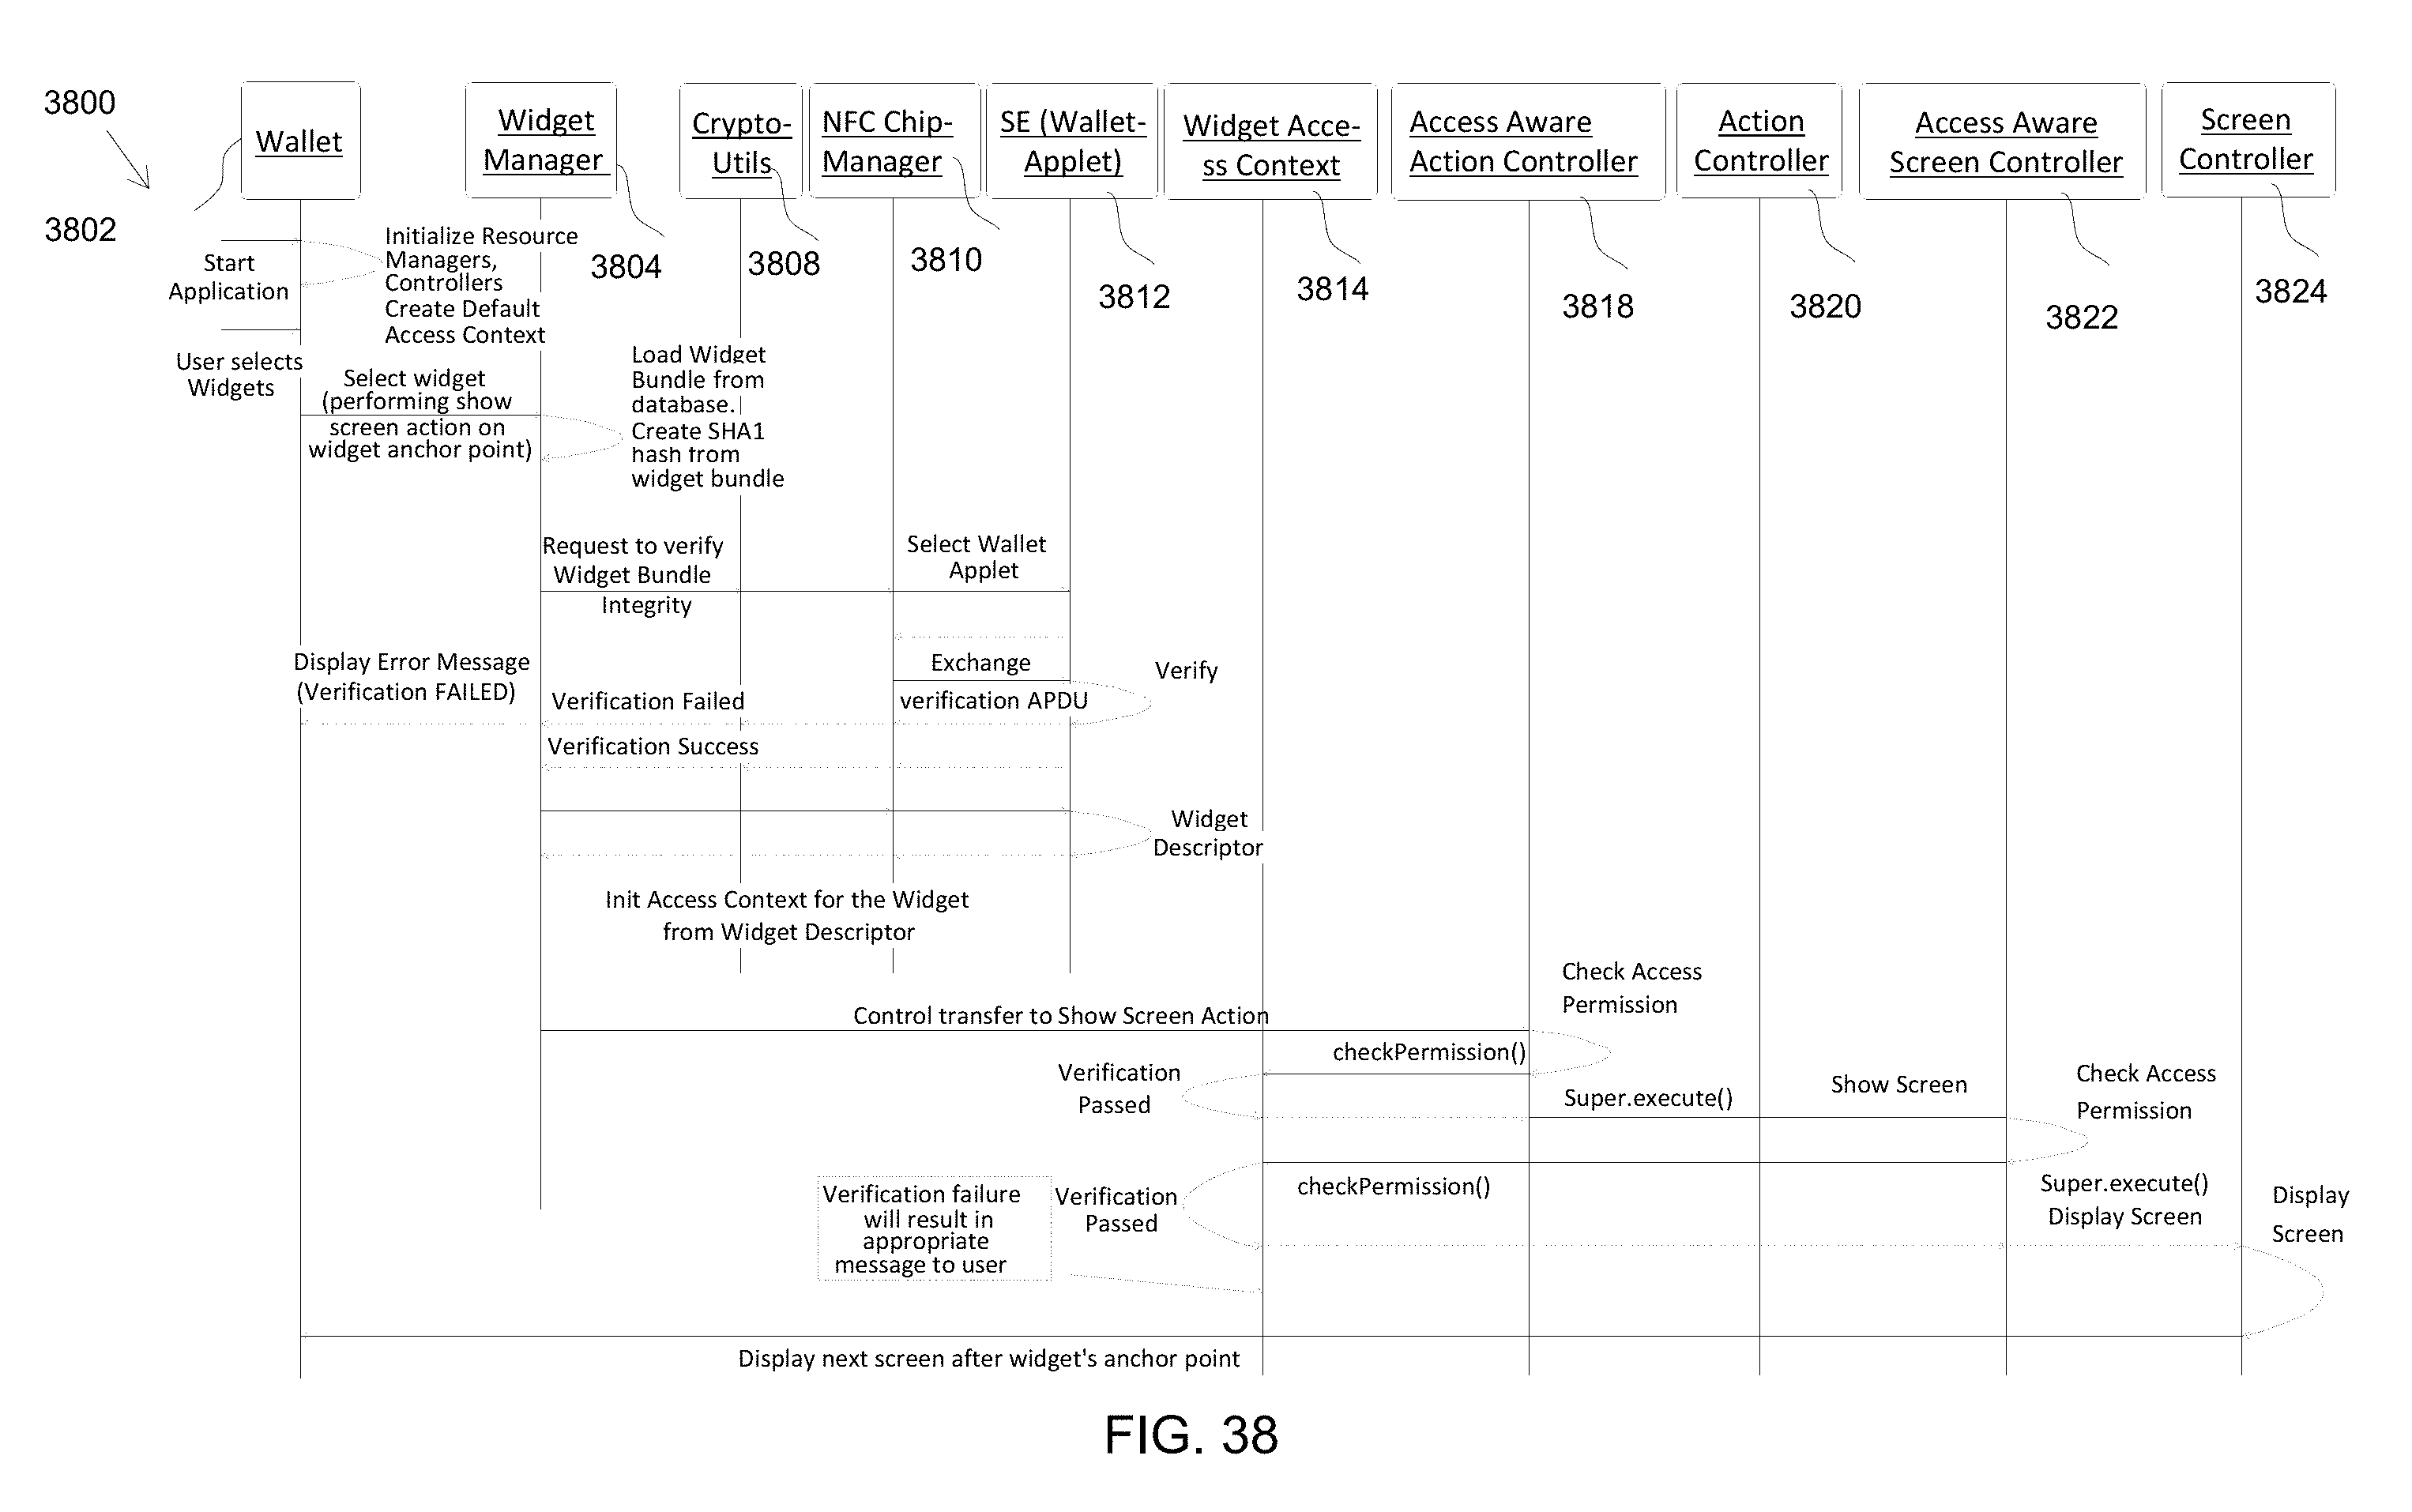 3800
Wallet
Widget
Manager
Crypto-
Utils
NFC Chip-
Manager
SE (Wallet-
Applet)
Widget Acce-
ss Context
Access Aware
Action Controller
Action
Controller
Access Aware
Screen Controller
Screen
Controller
3802
3804
3808
3810
3812
3814
3818
3820
3822
3824
Start
Application
Initialize Resource
Managers,
Controllers
Create Default
Access Context
User selects
Widgets
Select widget
(performing show
screen action on
widget anchor point)
Load Widget
Bundle from
database.
Create SHA1
hash from
widget bundle
Request to verify
Widget Bundle
Integrity
Select Wallet
Applet
Display Error Message
(Verification FAILED)
Exchange
verification APDU
Verify
Verification Failed
Verification Success
Widget
Descriptor
Init Access Context for the Widget
from Widget Descriptor
Check Access
Permission
Control transfer to Show Screen Action
checkPermission()
Verification
Passed
Super.execute()
Show Screen
Check Access
Permission
Verification failure
will result in
appropriate
message to user
Verification
Passed
checkPermission()
Super.execute()
Display Screen
Display
Screen
Display next screen after widget's anchor point
FIG. 38